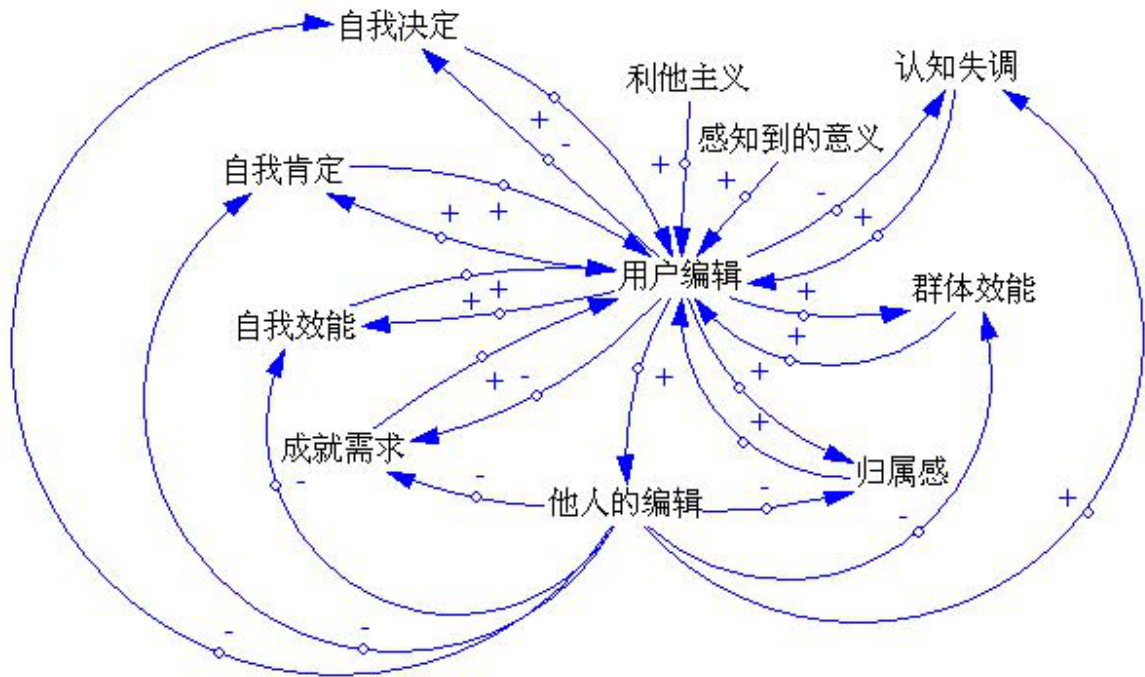 自我决定
利他主义
认知失调
感知到的意义
自我肯定
+
-
+
+
-
+
+
+
用户编辑
群体效能
+
+
+
自我效能
+
+
-
+
+
成就需求
+
-
-
-
归属感
他人的编辑
+
-
-
-